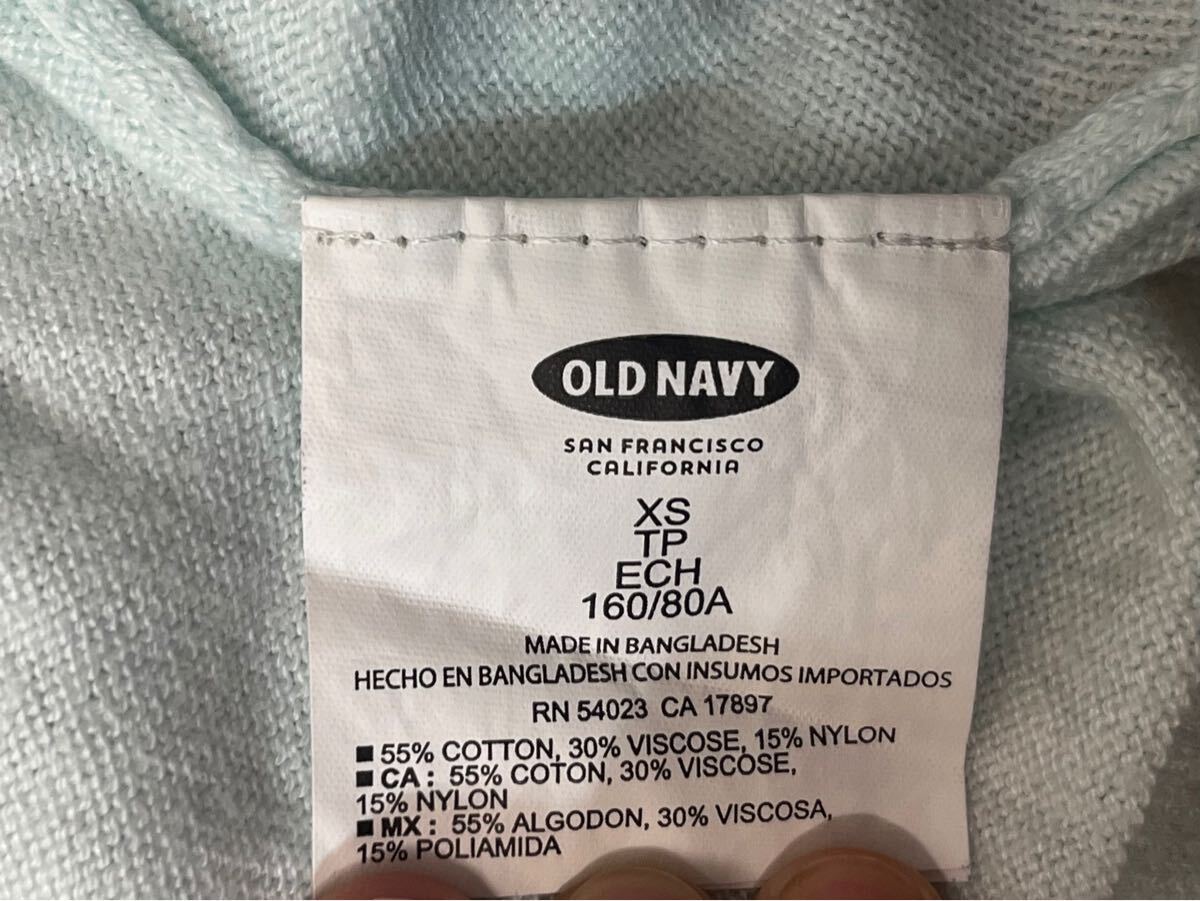 OLD NAVY
SAN FRANCISCO
CALIFORNIA
XS
TP
ECH
160/80A
MADE IN BANGLADESH
HECHO EN BANGLADESH CON INSUMOS IMPORTADOS
RN 54023 CA 17897
■ 55% COTTON, 30% VISCOSE, 15% NYLON
■ CA: 55% COTON, 30% VISCOSE,
15% NYLON
■ MX: 55% ALGODON, 30% VISCOSA,
15% POLIAMIDA